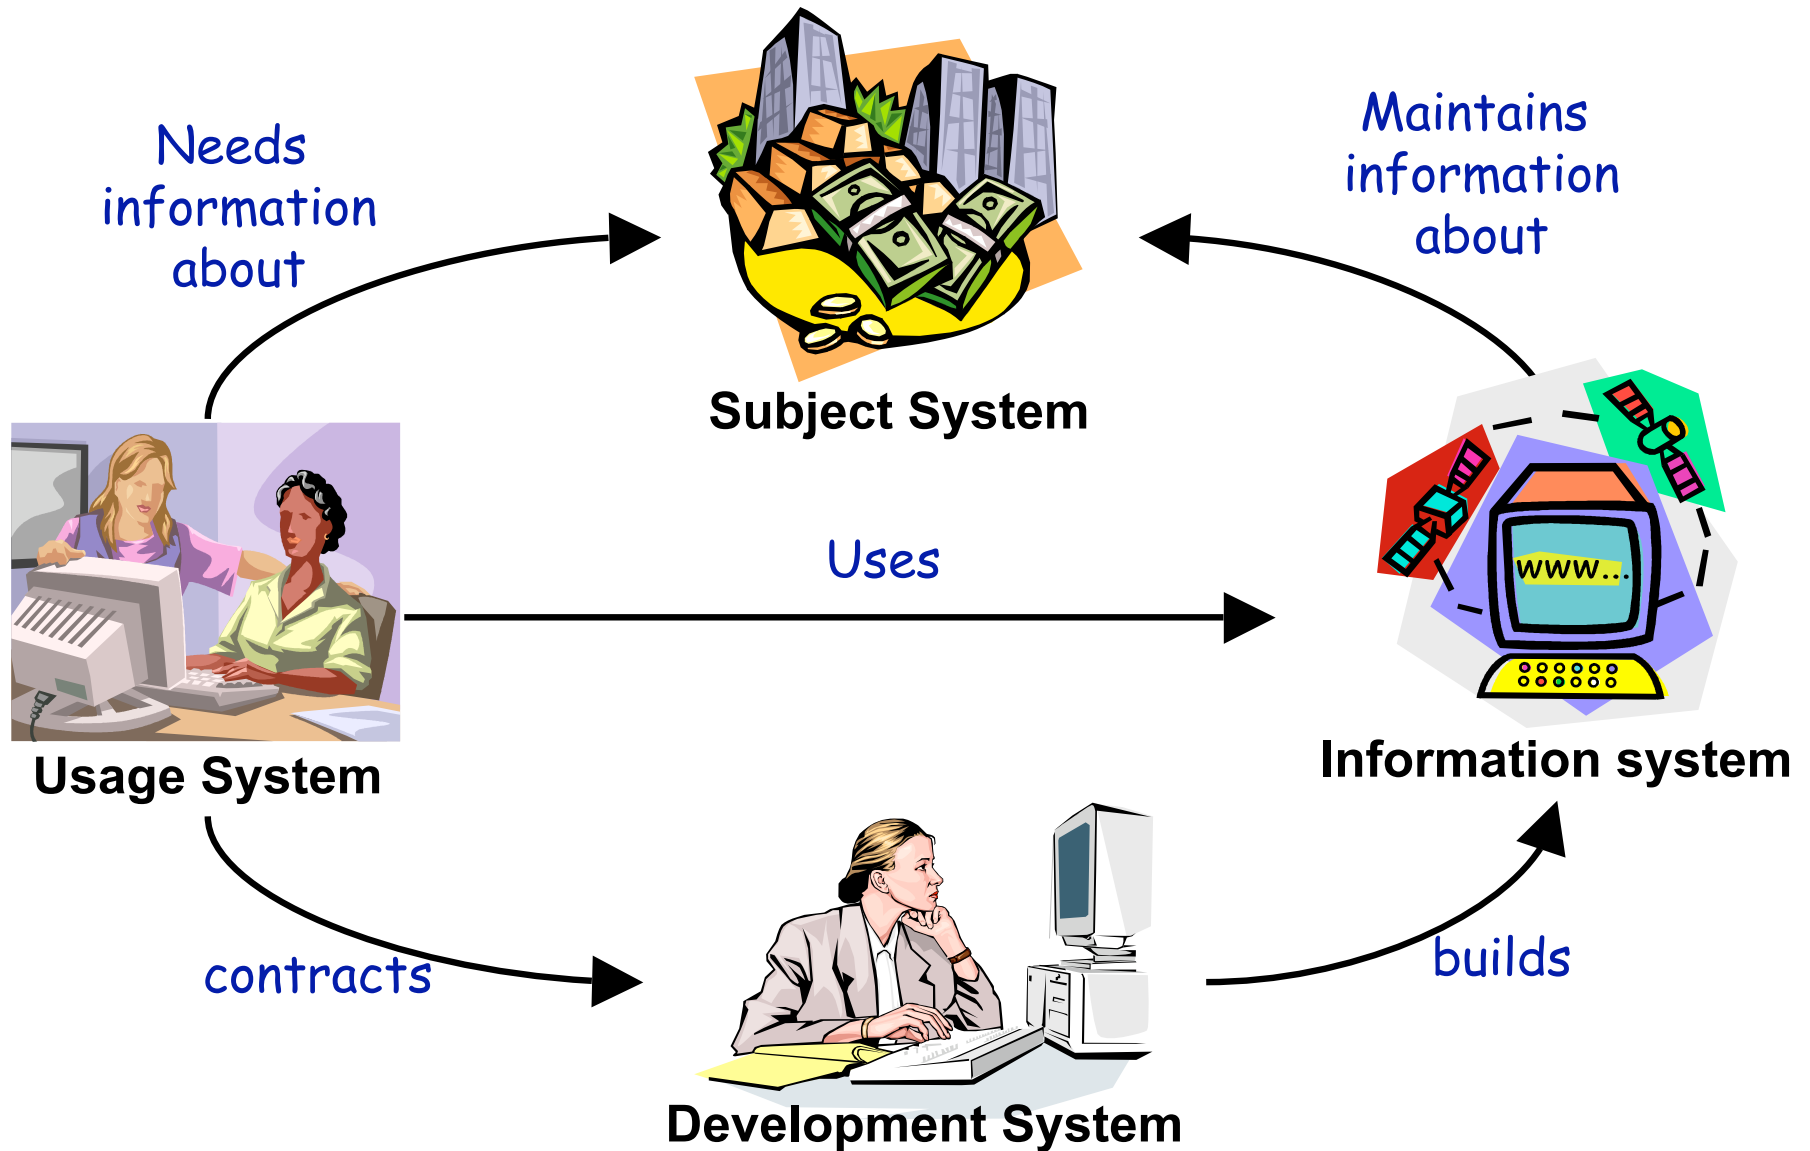 Needs
information
about
Maintains
information
about
Subject System
Uses
www...
Usage System
Information system
contracts
builds
Development System